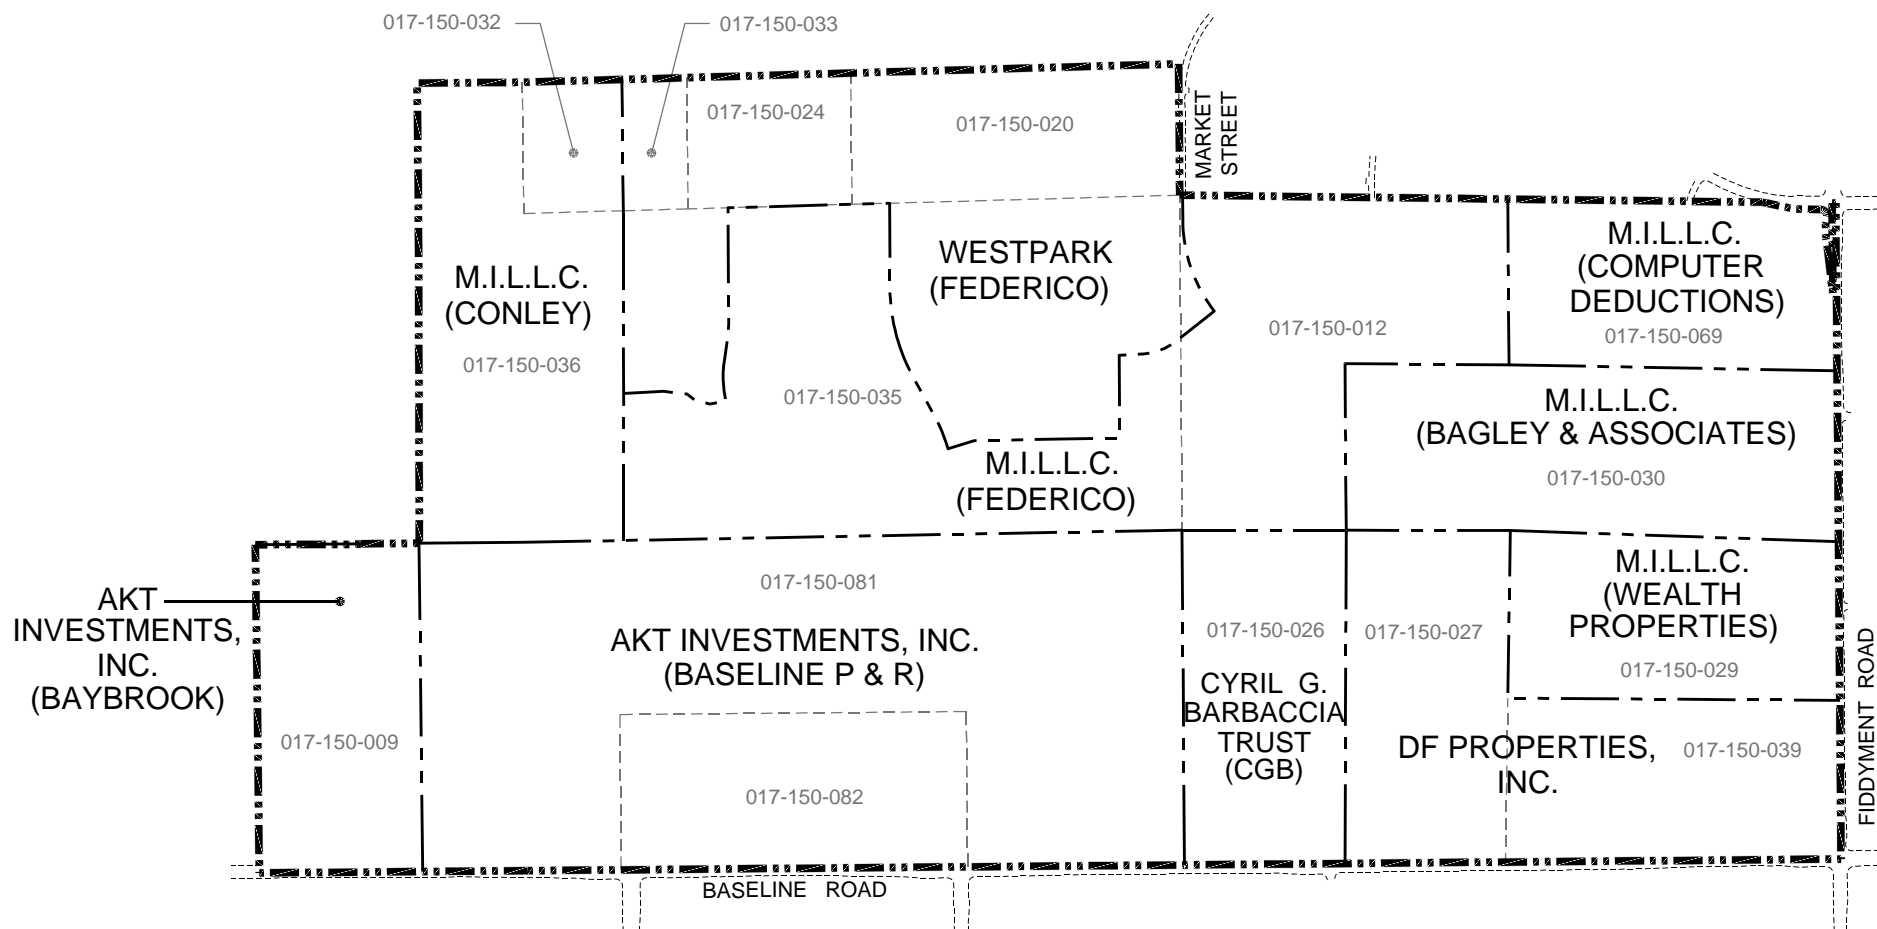 017-150-032
017-150-033
017-150-024
017-150-020
MARKET
STREET
M.I.L.L.C.
(CONLEY)
017-150-036
WESTPARK
(FEDERICO)
017-150-035
017-150-012
M.I.L.L.C.
(COMPUTER
DEDUCTIONS)
017-150-069
M.I.L.L.C.
(BAGLEY & ASSOCIATES)
017-150-030
M.I.L.L.C.
(FEDERICO)
AKT
INVESTMENTS,
INC.
(BAYBROOK)
017-150-009
017-150-081
AKT INVESTMENTS, INC.
(BASELINE P & R)
017-150-082
017-150-026
CYRIL G.
BARBACCIA
TRUST
(CGB)
017-150-027
M.I.L.L.C.
(WEALTH
PROPERTIES)
017-150-029
DF PROPERTIES,
INC.
017-150-039
FIDDYMENT ROAD
BASELINE ROAD